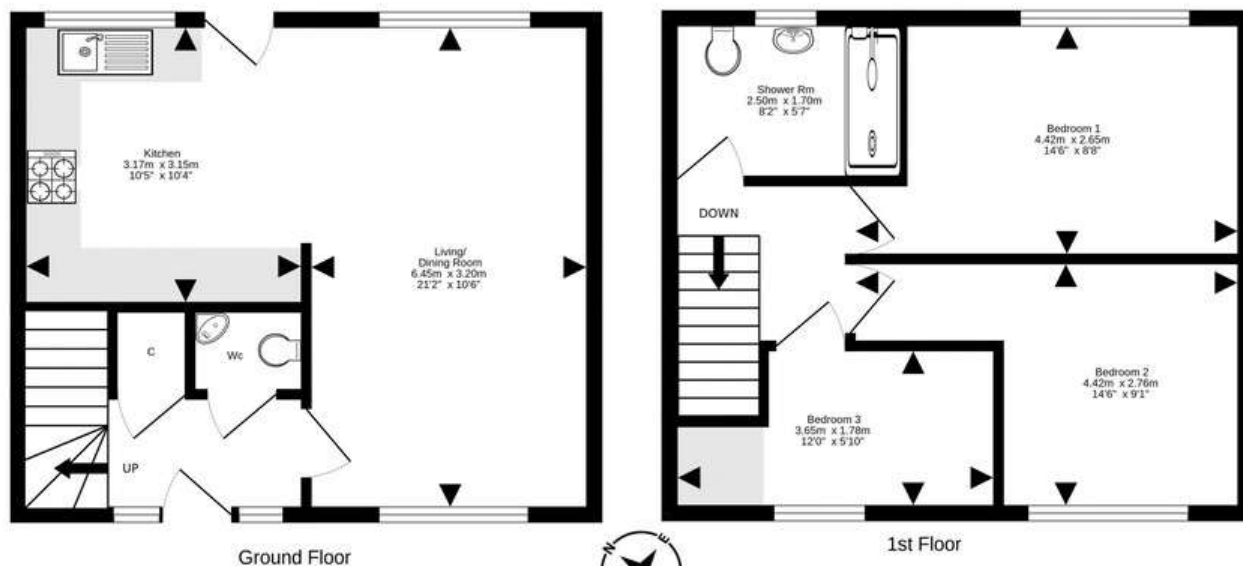 Kitchen
3.17m x 3.15m
10'5" x 10'4"
Living/
Dining Room
6.45m x 3.20m
21'2" x 10'6"
C
Wc
UP
Ground Floor
Shower Rm
2.50m x 1.70m
8'2" x 5'7"
Bedroom 1
4.42m x 2.65m
14'6" x 8'8"
DOWN
Bedroom 2
4.42m x 2.76m
14'6" x 9'1"
Bedroom 3
3.65m x 1.78m
12'0" x 5'10"
1st Floor
N
E